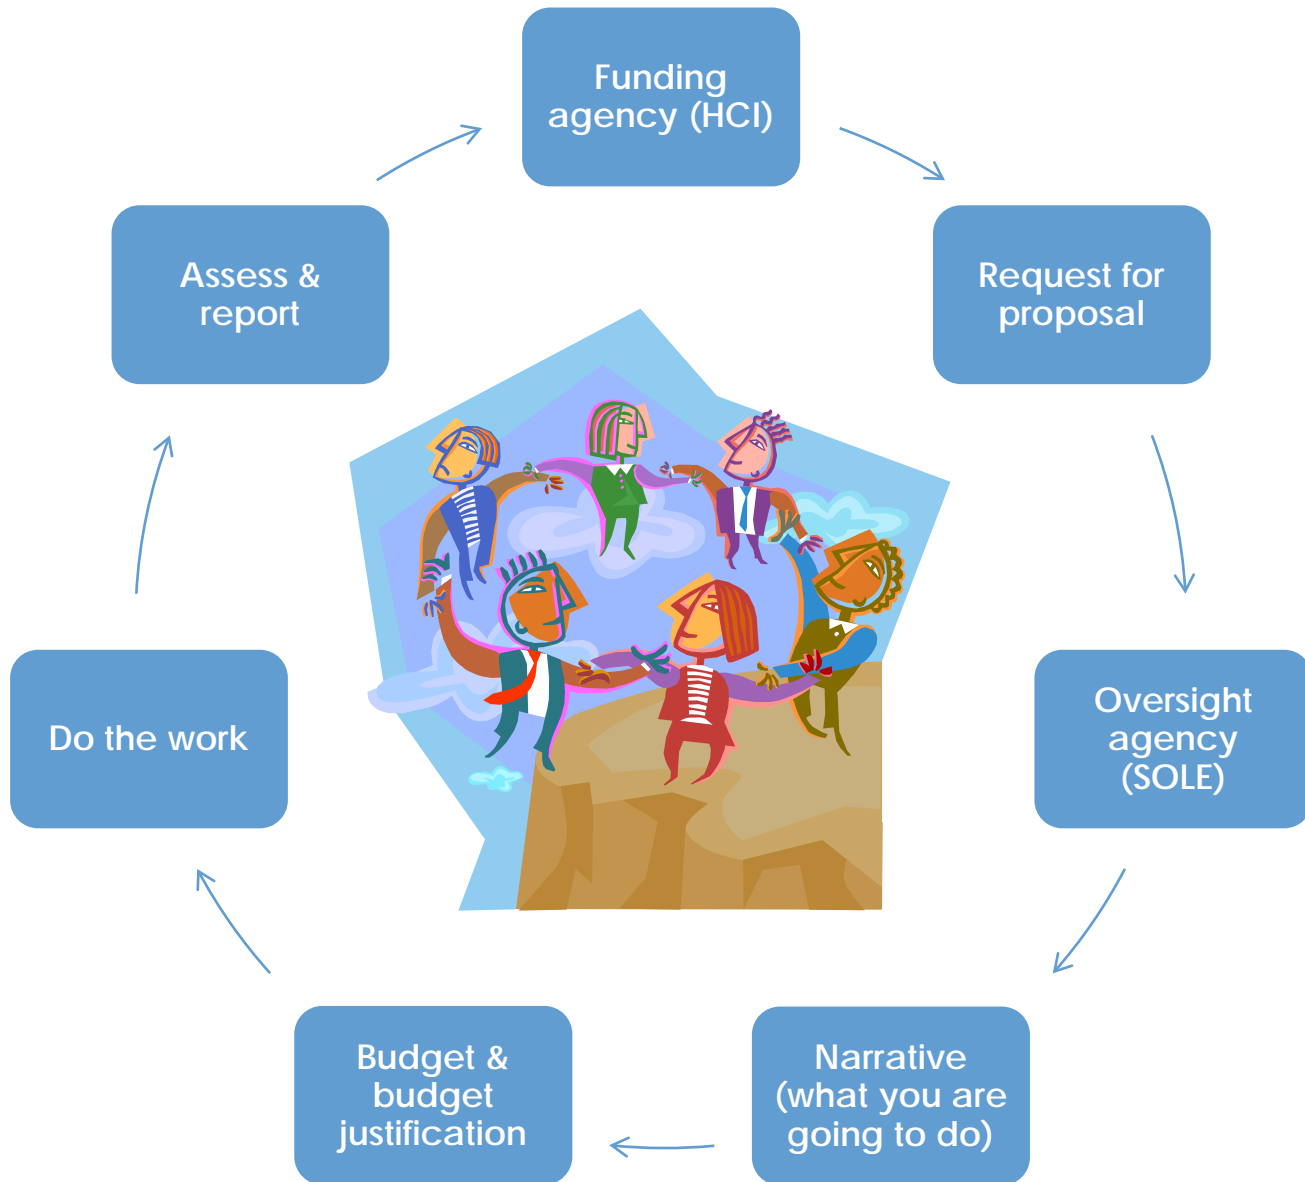 Funding
agency (HCI)
Request for
proposal
Oversight
agency
(SOLE)
Narrative
(what you are
going to do)
Budget &
budget
justification
Do the work
Assess &
report